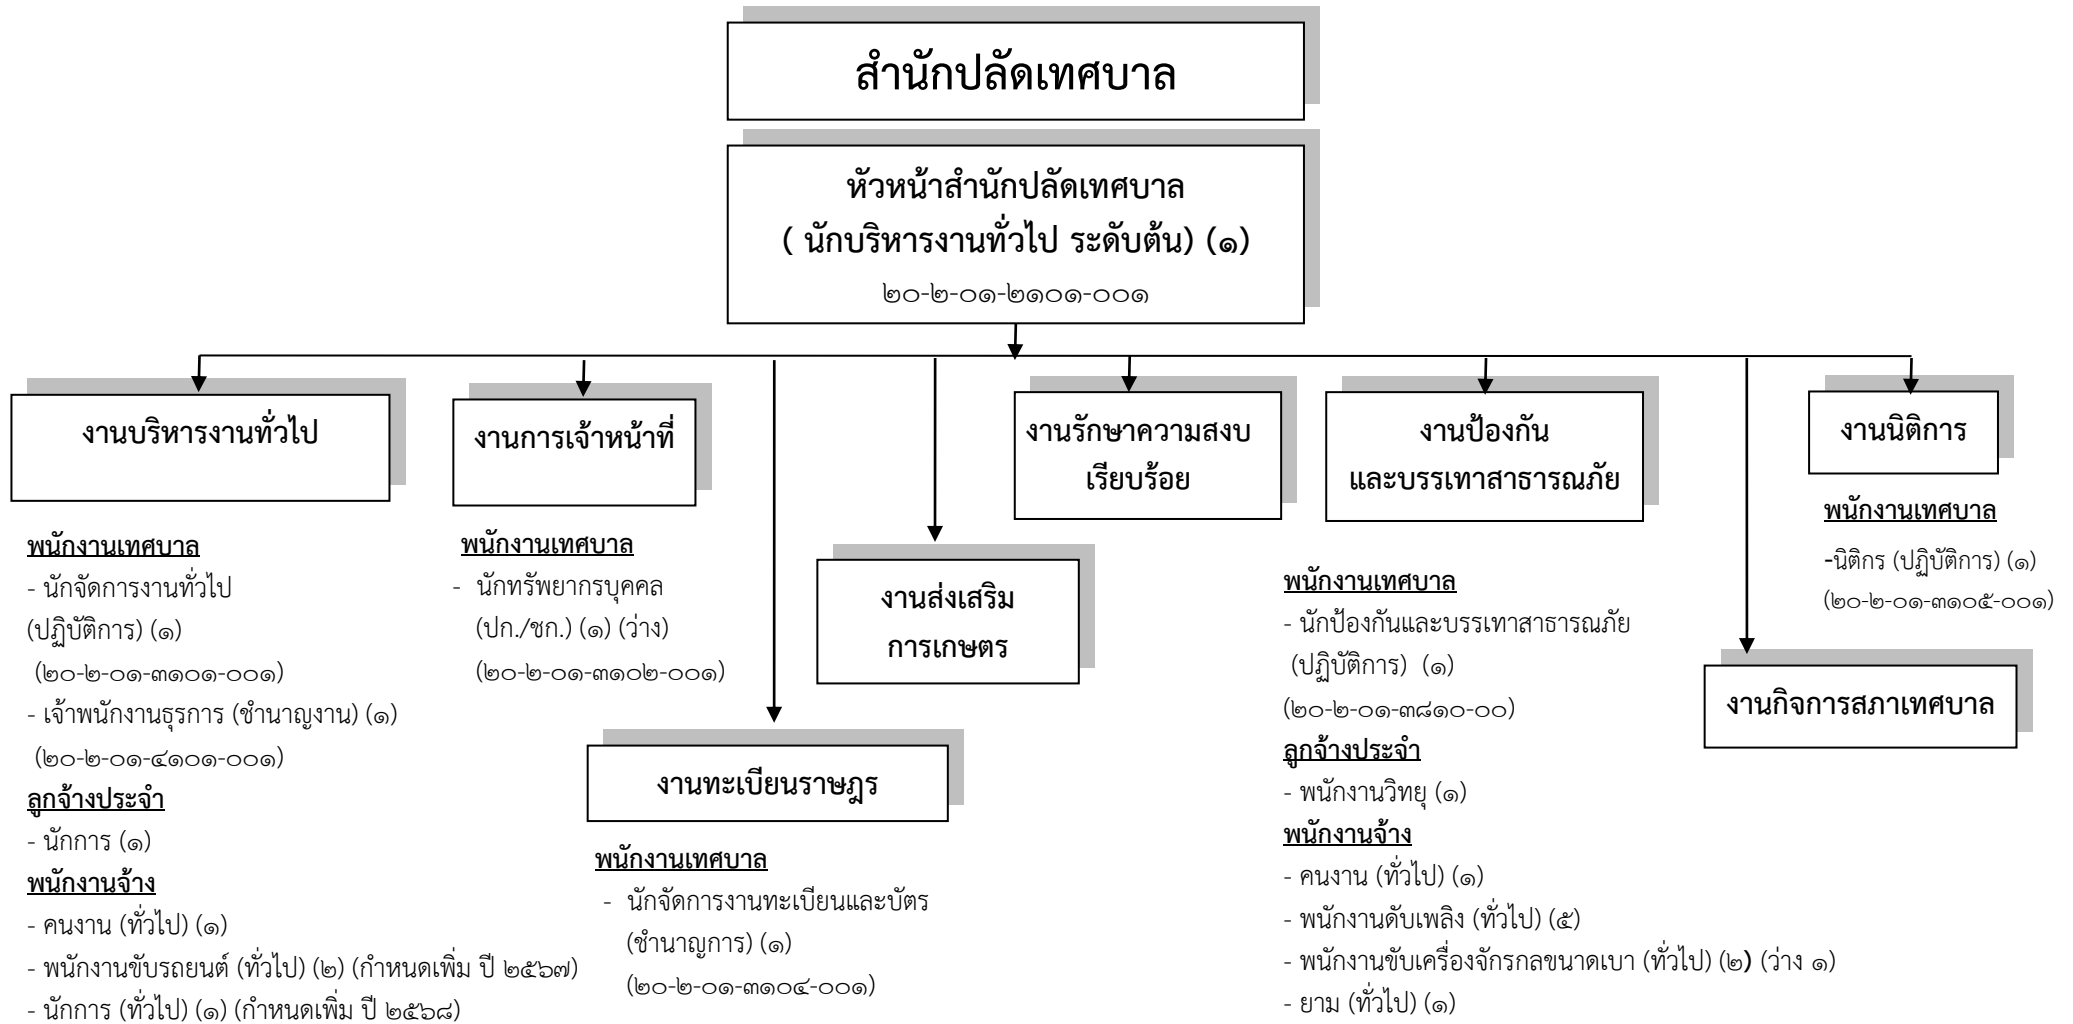 สำนักปลัดเทศบาล
หัวหน้าสำนักปลัดเทศบาล
( นักบริหารงานทั่วไป ระดับต้น) (๑)
๒๐-๒-๐๑-๒๑๐๑-๐๐๑
งานบริหารงานทั่วไป
พนักงานเทศบาล
- นักจัดการงานทั่วไป
(ปฏิบัติการ) (๑)
(๒๐-๒-๐๑-๓๑๐๑-๐๐๑)
- เจ้าพนักงานธุรการ (ชำนาญงาน) (๑)
(๒๐-๒-๐๑-๔๑๐๑-๐๐๑)
ลูกจ้างประจำ
- นักการ (๑)
พนักงานจ้าง
- คนงาน (ทั่วไป) (๑)
- พนักงานขับรถยนต์ (ทั่วไป) (๒) (กำหนดเพิ่ม ปี ๒๕๖๗)
- นักการ (ทั่วไป) (๑) (กำหนดเพิ่ม ปี ๒๕๖๘)
งานการเจ้าหน้าที่
พนักงานเทศบาล
- นักทรัพยากรบุคคล
(ปก./ชก.) (๑) (ว่าง)
(๒๐-๒-๐๑-๓๑๐๒-๐๐๑)
งานทะเบียนราษฎร
พนักงานเทศบาล
- นักจัดการงานทะเบียนและบัตร
(ชำนาญการ) (๑)
(๒๐-๒-๐๑-๓๑๐๔-๐๐๑)
งานส่งเสริม
การเกษตร
งานรักษาความสงบ
เรียบร้อย
งานป้องกัน
และบรรเทาสาธารณภัย
พนักงานเทศบาล
- นักป้องกันและบรรเทาสาธารณภัย
(ปฏิบัติการ) (๑)
(๒๐-๒-๐๑-๓๘๑๐-๐๐)
ลูกจ้างประจำ
- พนักงานวิทยุ (๑)
พนักงานจ้าง
- คนงาน (ทั่วไป) (๑)
- พนักงานดับเพลิง (ทั่วไป) (๕)
- พนักงานขับเครื่องจักรกลขนาดเบา (ทั่วไป) (๒) (ว่าง ๑)
- ยาม (ทั่วไป) (๑)
งานกิจการสภาเทศบาล
งานนิติการ
พนักงานเทศบาล
-นิติกร (ปฏิบัติการ) (๑)
(๒๐-๒-๐๑-๓๑๐๕-๐๐๑)